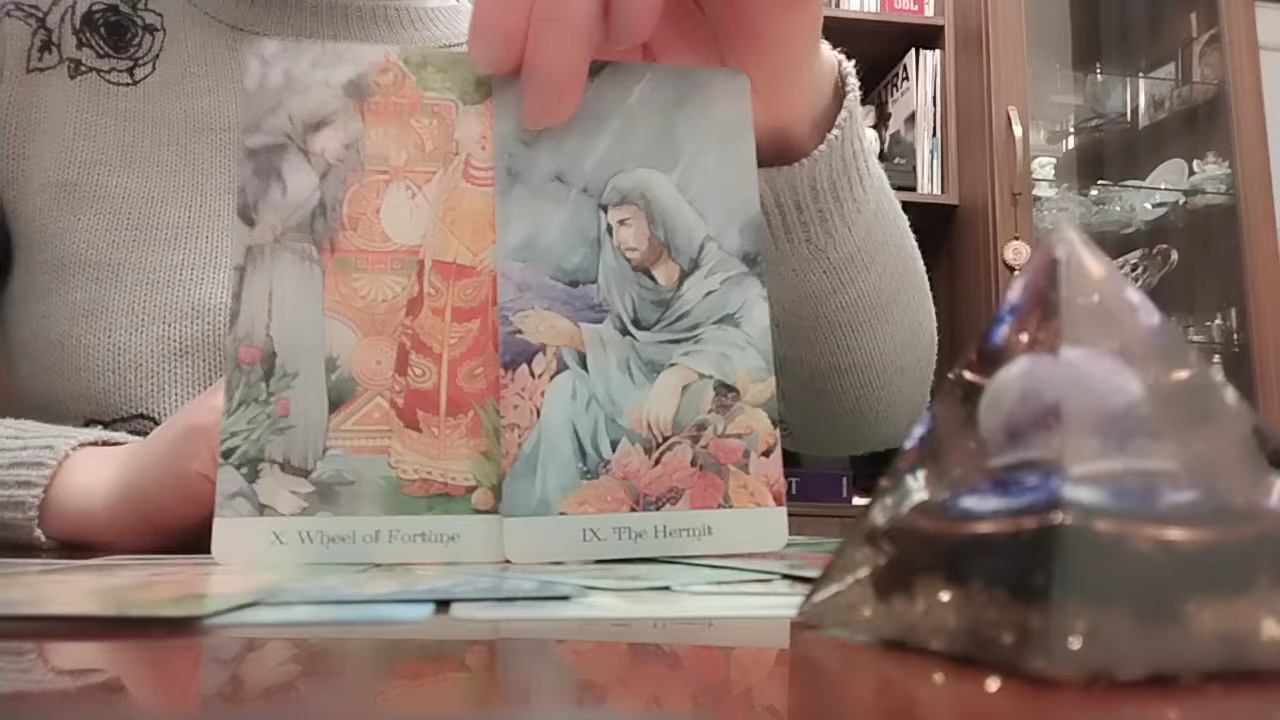 X. Wheel of Fortune
IX. The Hermit